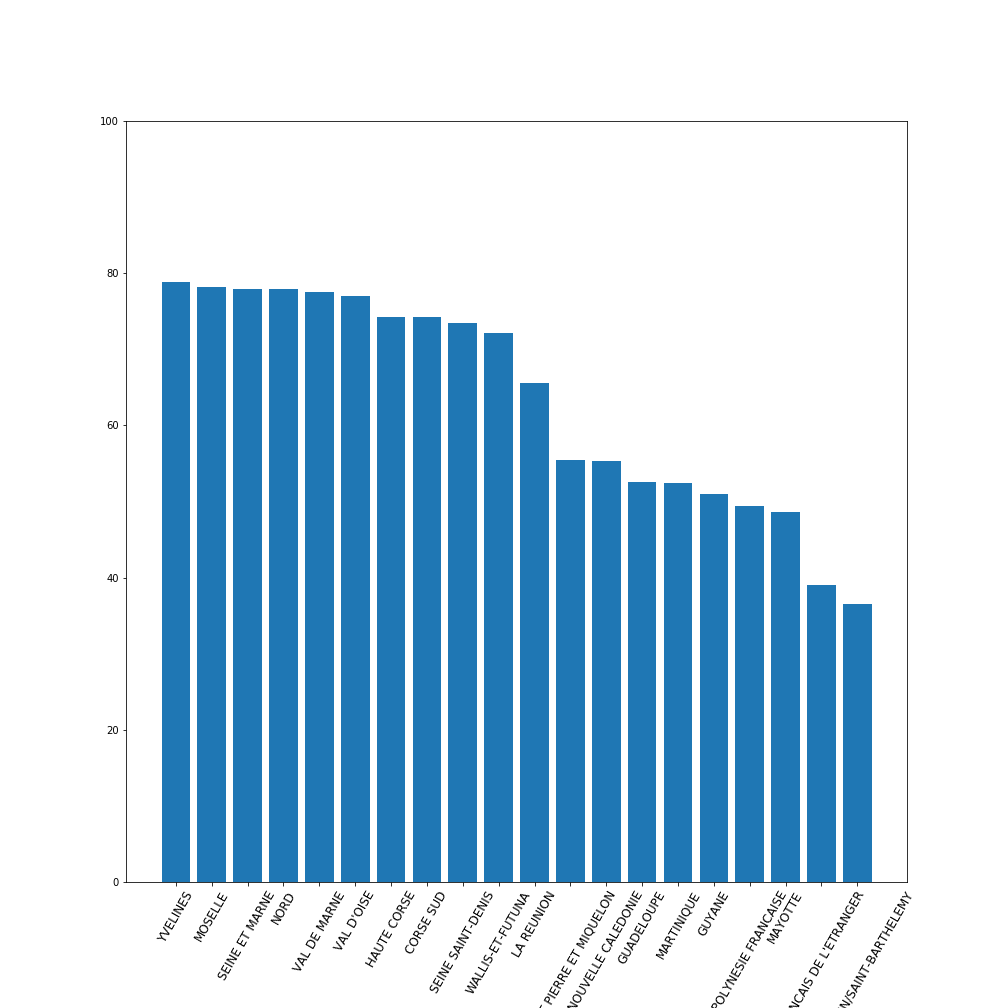 100
80
60
40
20
0
YVELINES
MOSELLE
SEINE ET MARNE
NORD
VAL DE MARNE
VAL D'OISE
HAUTE CORSE
CORSE SUD
SEINE SAINT-DENIS
WALLIS-ET-FUTUNA
LA REUNION
PIERRE ET MIQUELON
NOUVELLE CALEDONIE
GUADELOUPE
MARTINIQUE
GUYANE
POLYNESIE FRANCAISE
MAYOTTE
NCAIS DE L'ETRANGER
N/SAINT-BARTHELEMY